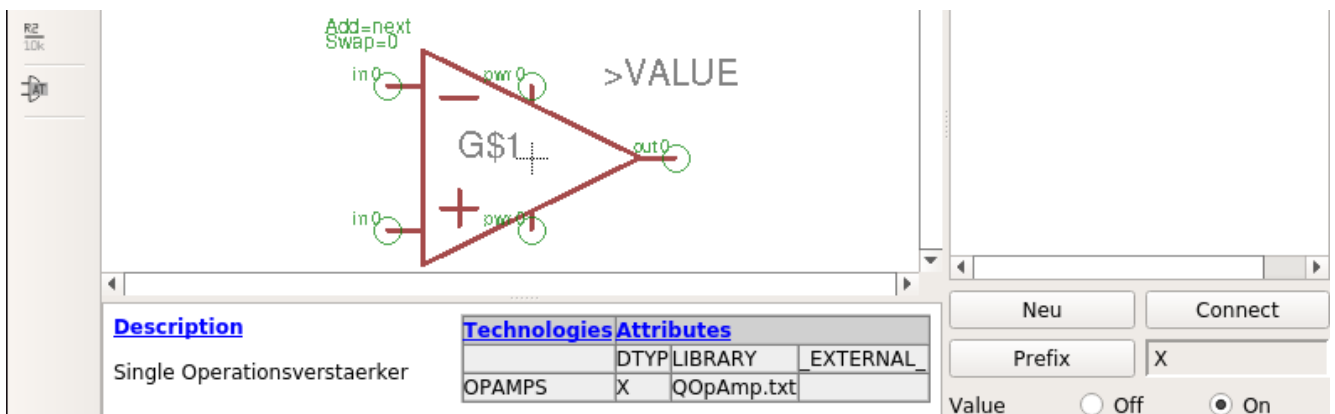 R2
10k
Add=next
Swap=0
in 0
pwr 0
>VALUE
G$1
out 0
in 0
pwr 0
Neu
Connect
Description
Technologies Attributes
DTYP LIBRARY _EXTERNAL_
Single Operationsverstaerker
OPAMPS X QOpAmp.txt
Prefix
X
Value
Off
On